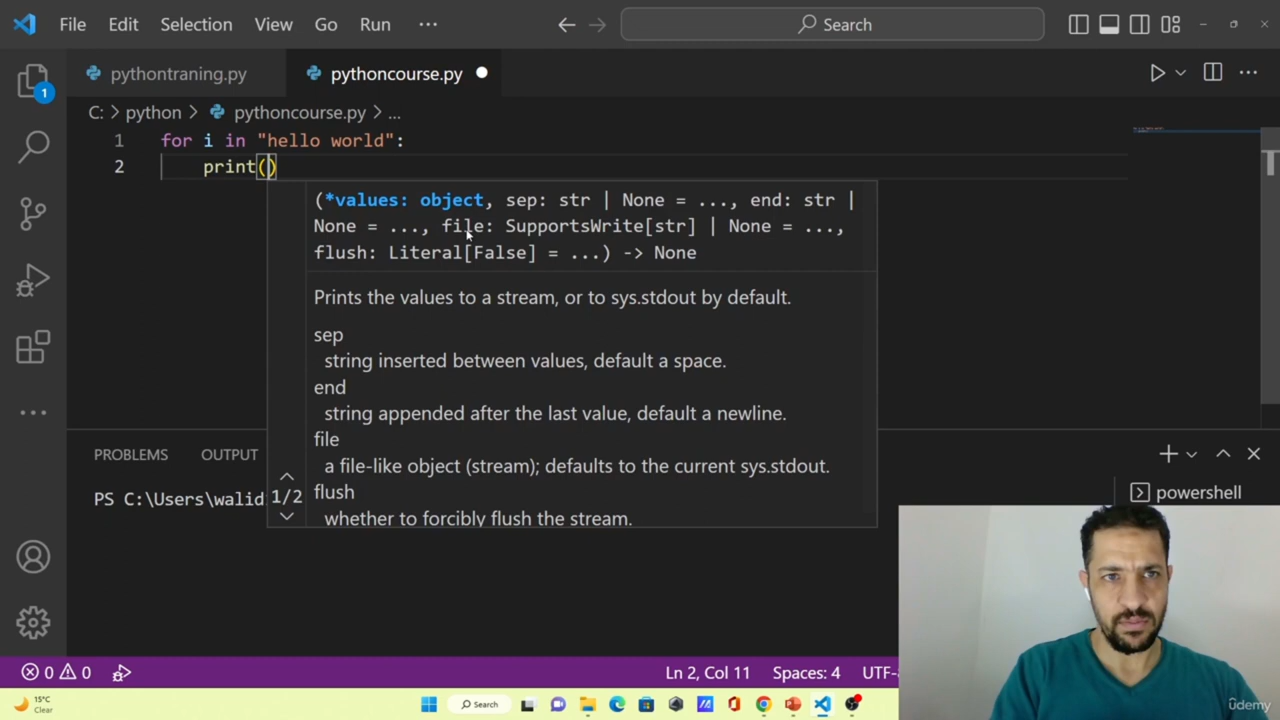 File Edit Selection View Go Run ··· Search
pythontraning.py pythoncourse.py
1
C: > python > pythoncourse.py > ...
1 for i in "hello world":
2 print()
(*values: object, sep: str | None = ..., end: str |
None = ..., file: SupportsWrite[str] | None = ...,
flush: Literal[False] = ...) -> None
Prints the values to a stream, or to sys.stdout by default.
sep
string inserted between values, default a space.
end
string appended after the last value, default a newline.
file
a file-like object (stream); defaults to the current sys.stdout.
flush
whether to forcibly flush the stream.
1/2
PROBLEMS OUTPUT
PS C:\Users\walid
powershell
0 0 Ln 2, Col 11 Spaces: 4 UTF-
15°C
Clear
Search
udemy